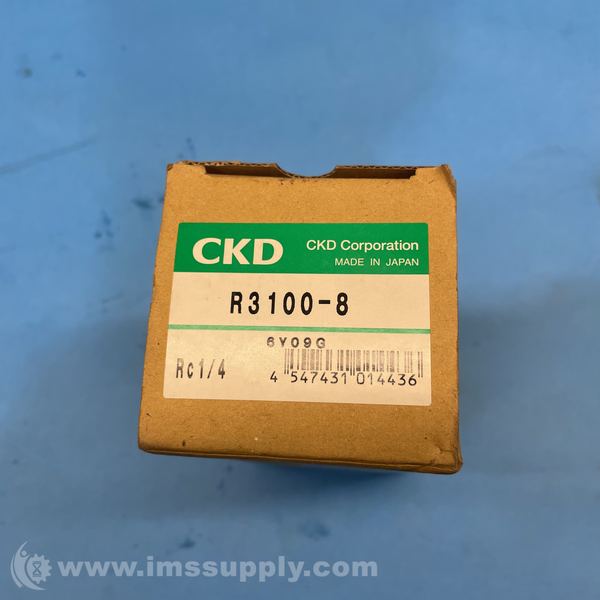 CKD
CKD Corporation
MADE IN JAPAN
R3100-8
6Y09G
Rc1/4
4 547431 014436
www.imssupply.com